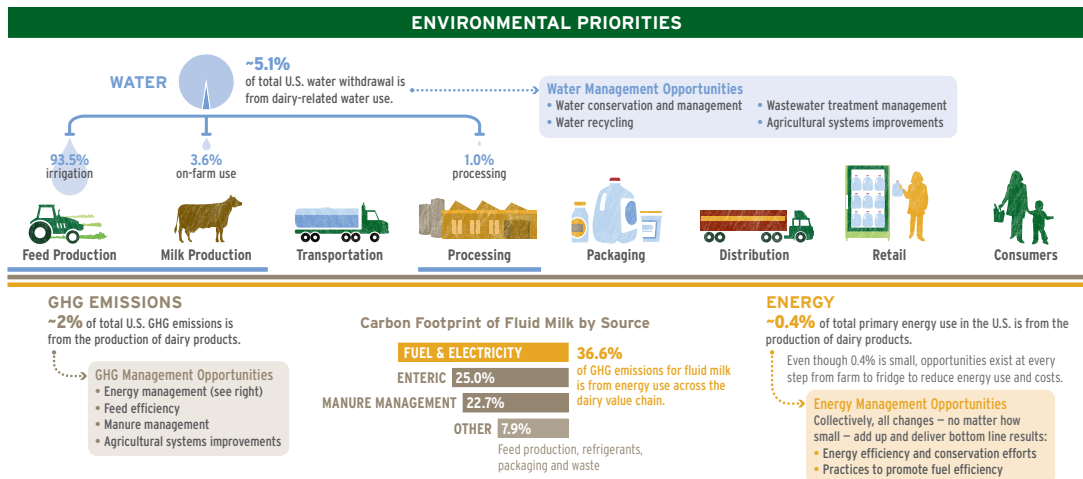 ENVIRONMENTAL PRIORITIES
WATER
~5.1%
of total U.S. water withdrawal is
from dairy-related water use.
Water Management Opportunities
• Water conservation and management
• Water recycling
• Wastewater treatment management
• Agricultural systems improvements
93.5%
irrigation
3.6%
on-farm use
1.0%
processing
Feed Production
Milk Production
Transportation
Processing
Packaging
Distribution
Retail
Consumers
GHG EMISSIONS
~2% of total U.S. GHG emissions is
from the production of dairy products.
GHG Management Opportunities
• Energy management (see right)
• Feed efficiency
• Manure management
• Agricultural systems improvements
Carbon Footprint of Fluid Milk by Source
FUEL & ELECTRICITY
36.6%
of GHG emissions for fluid milk
is from energy use across the
dairy value chain.
ENTERIC 25.0%
MANURE MANAGEMENT 22.7%
OTHER 7.9%
Feed production, refrigerants,
packaging and waste
ENERGY
~0.4% of total primary energy use in the U.S. is from the
production of dairy products.
Even though 0.4% is small, opportunities exist at every
step from farm to fridge to reduce energy use and costs.
Energy Management Opportunities
Collectively, all changes — no matter how
small — add up and deliver bottom line results:
• Energy efficiency and conservation efforts
• Practices to promote fuel efficiency